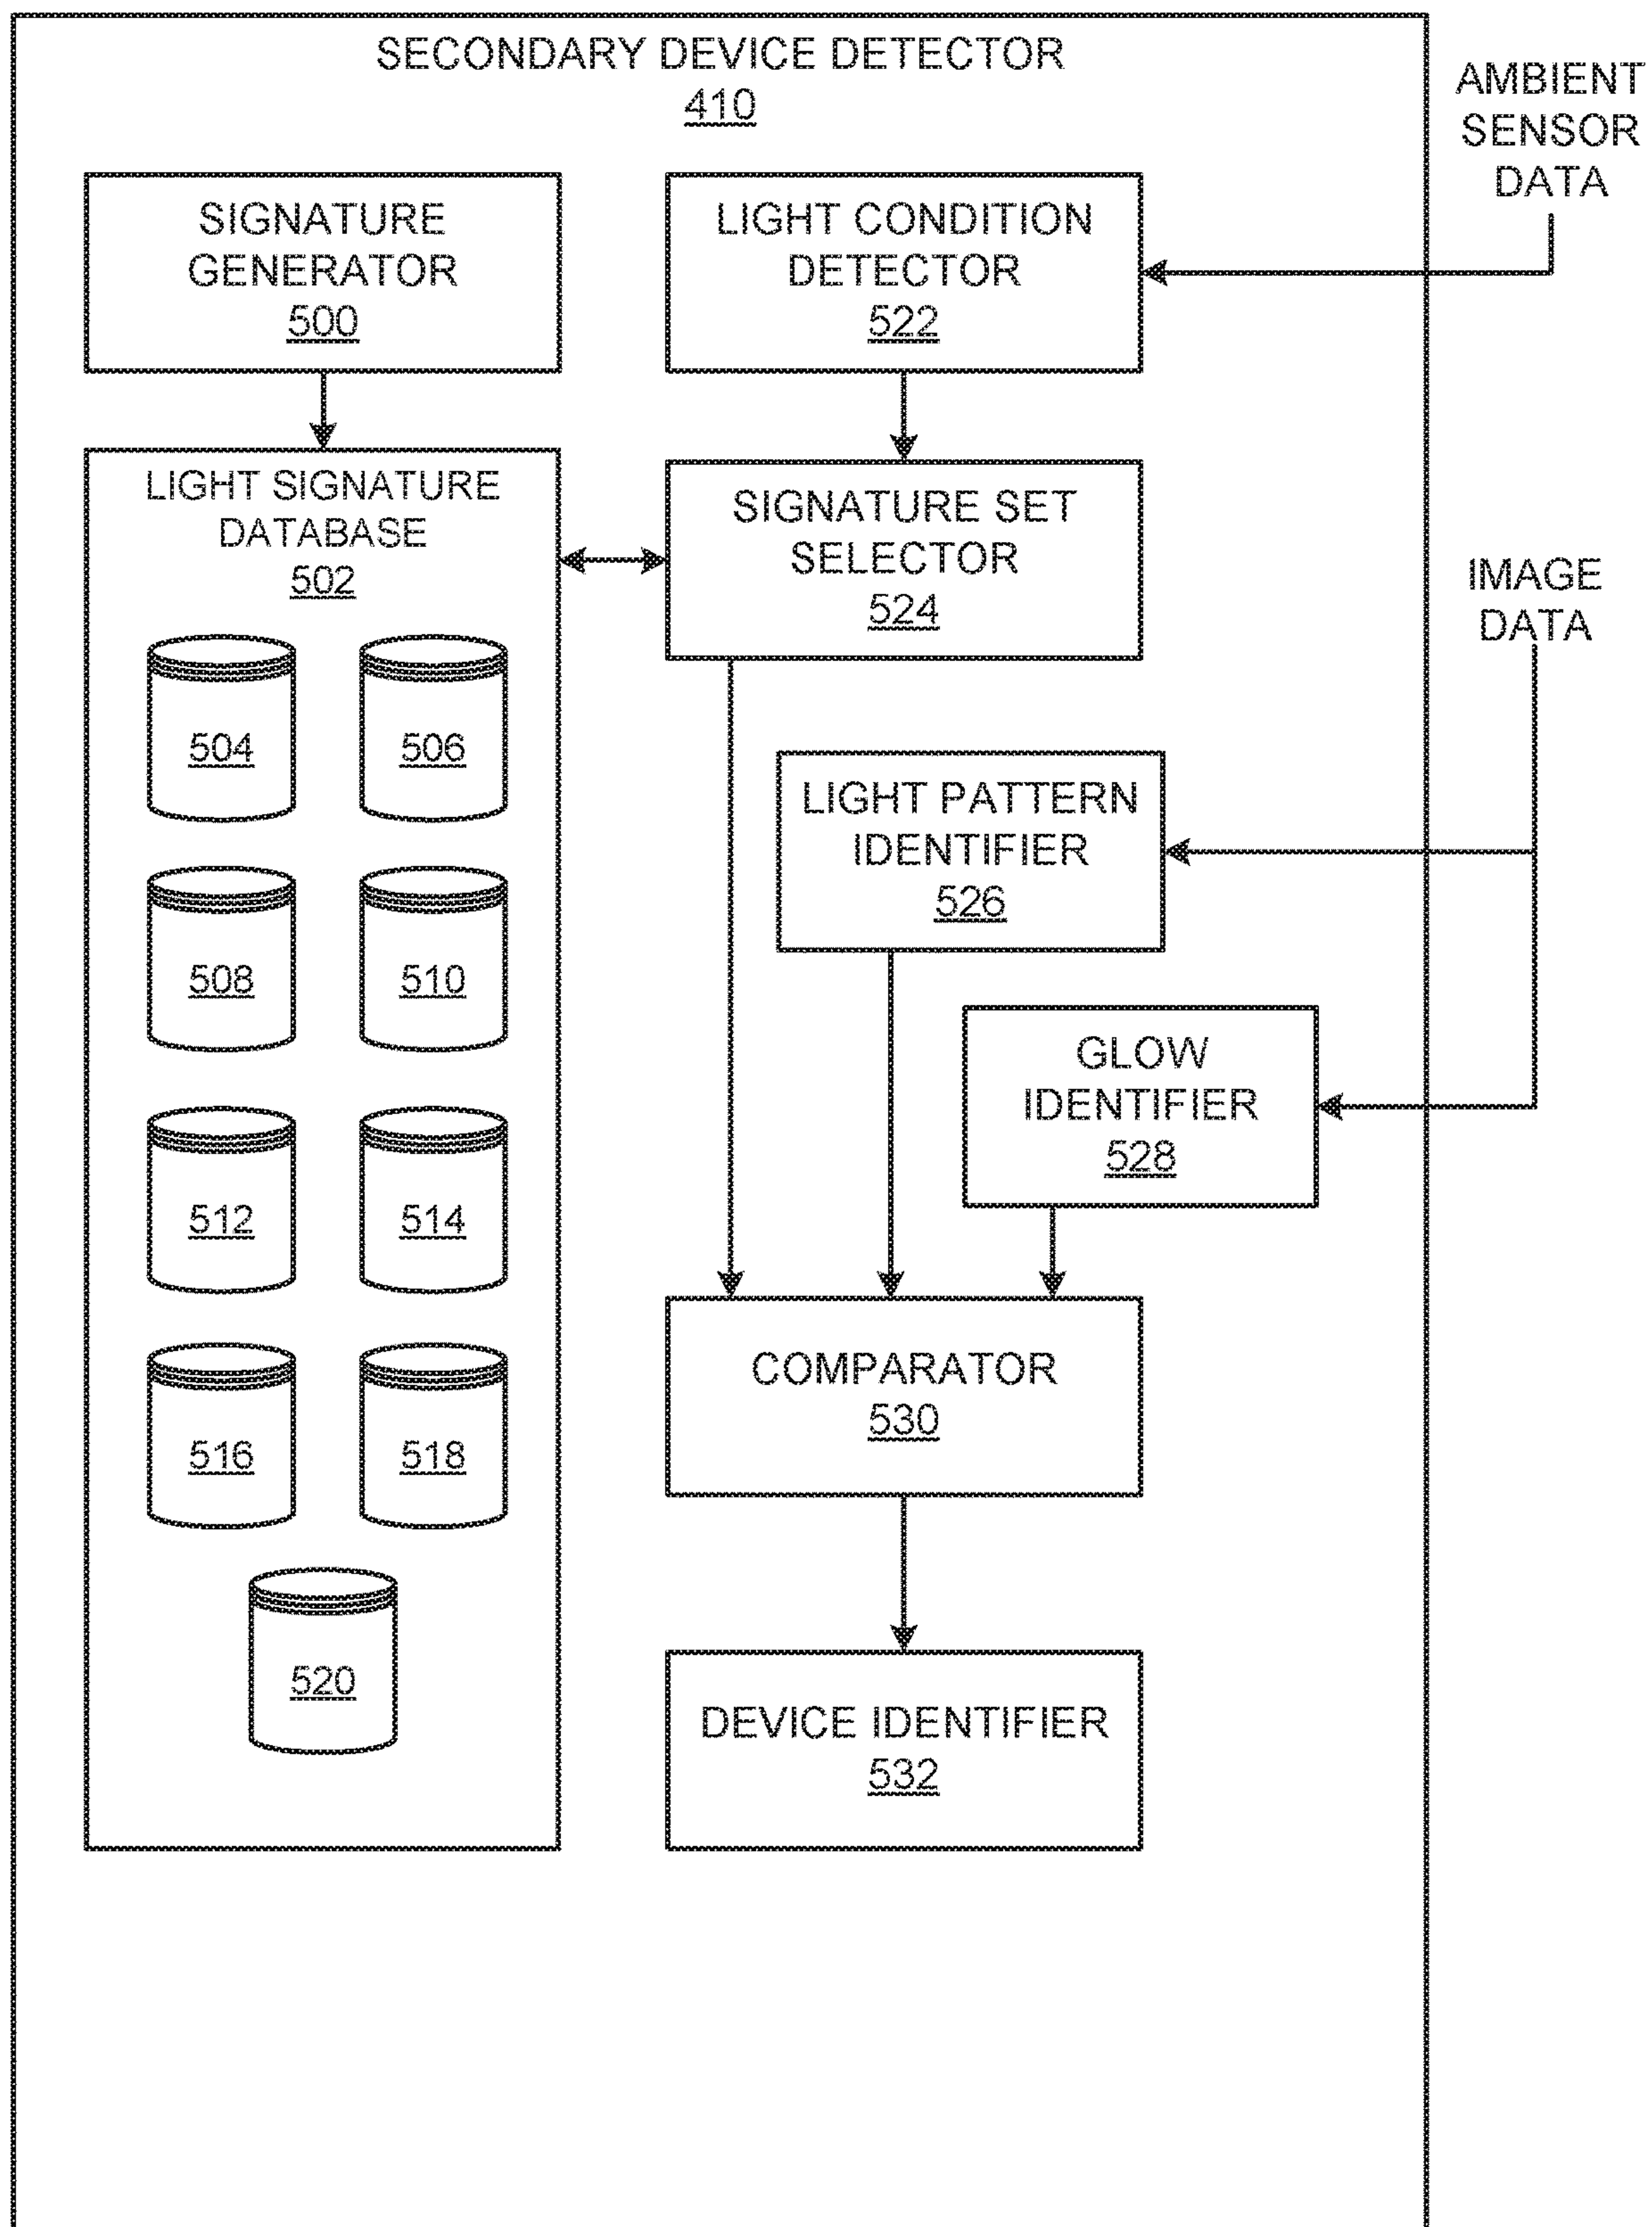 SECONDARY DEVICE DETECTOR
410
AMBIENT
SENSOR
DATA
SIGNATURE
GENERATOR
500
LIGHT CONDITION
DETECTOR
522
LIGHT SIGNATURE
DATABASE
502
SIGNATURE SET
SELECTOR
524
IMAGE
DATA
504
506
LIGHT PATTERN
IDENTIFIER
526
508
510
GLOW
IDENTIFIER
528
512
514
COMPARATOR
530
516
518
520
DEVICE IDENTIFIER
532